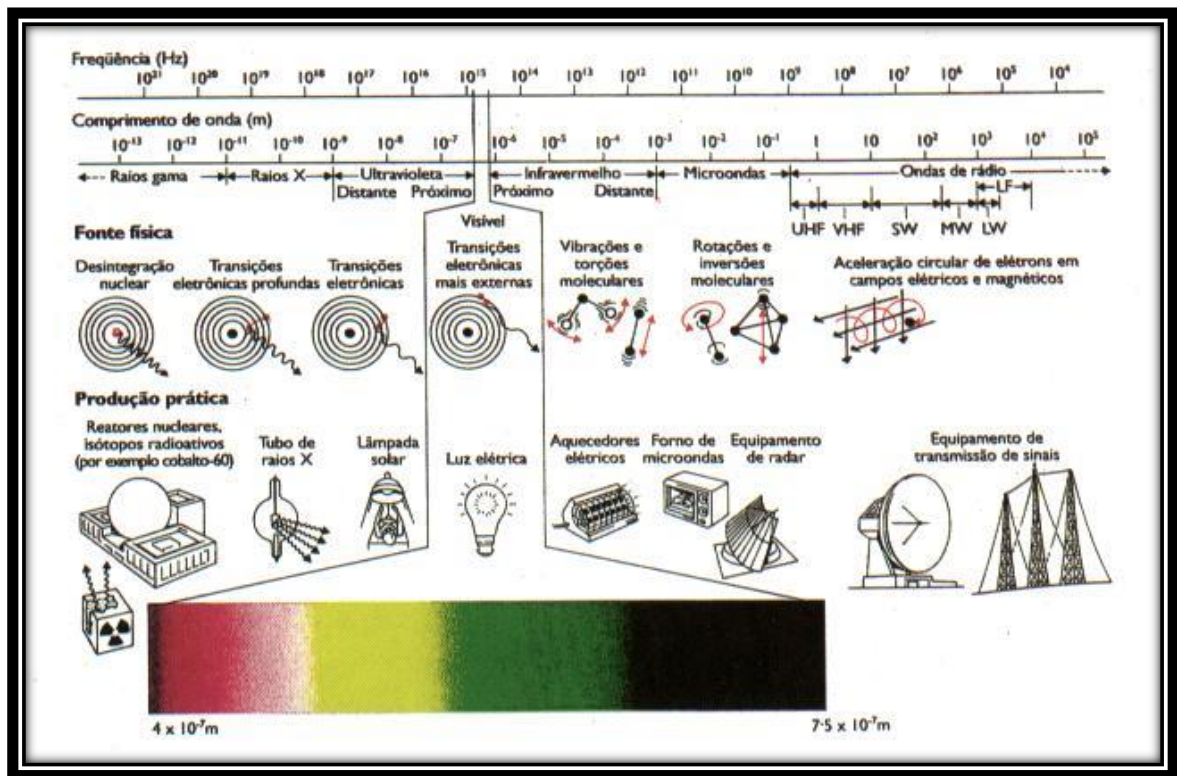 Freqüência (Hz)
10²¹ 10²⁰ 10¹⁹ 10¹⁸ 10¹⁷ 10¹⁶ 10¹⁵ 10¹⁴ 10¹³ 10¹² 10¹¹ 10¹⁰ 10⁹ 10⁸ 10⁷ 10⁶ 10⁵ 10⁴
Comprimento de onda (m)
10⁻¹³ 10⁻¹² 10⁻¹¹ 10⁻¹⁰ 10⁻⁹ 10⁻⁸ 10⁻⁷ 10⁻⁶ 10⁻⁵ 10⁻⁴ 10⁻³ 10⁻² 10⁻¹ 1 10 10² 10³ 10⁴ 10⁵
Raios gama Raios X Ultravioleta Infravermelho Microondas Ondas de rádio
Distante Próximo Próximo Distante LF
Visível
UHF VHF SW MW LW
Fonte física
Desintegração
nuclear
Transições
eletrônicas profundas
Transições
eletrônicas
Transições
eletrônicas
mais externas
Vibrações e
torções
moleculares
Rotações e
inversões
moleculares
Aceleração circular de elétrons em
campos elétricos e magnéticos
Produção prática
Reatores nucleares,
isótopos radioativos
(por exemplo cobalto-60)
Tubo de
raios X
Lâmpada
solar
Luz elétrica
Aquecedores
elétricos
Forno de
microondas
Equipamento
de radar
Equipamento de
transmissão de sinais
4 x 10⁻⁷m 7·5 x 10⁻⁷m